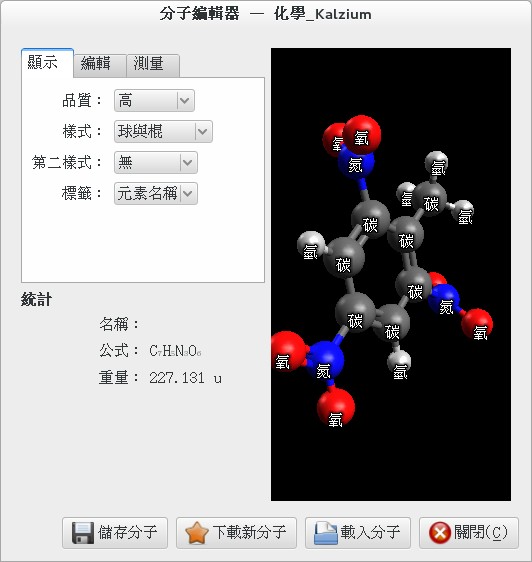 分子編輯器 — 化學_Kalzium
顯示 編輯 測量
品質： 高
樣式： 球與棍
第二樣式： 無
標籤： 元素名稱
統計
名稱：
公式： C₇H₅N₃O₆
重量： 227.131 u
氧
氧
氮
氫
碳
氫
氫
碳
碳
氫
碳
碳
氮
氧
碳
碳
氧
氮
氫
氧
儲存分子 下載新分子 載入分子 關閉(C)